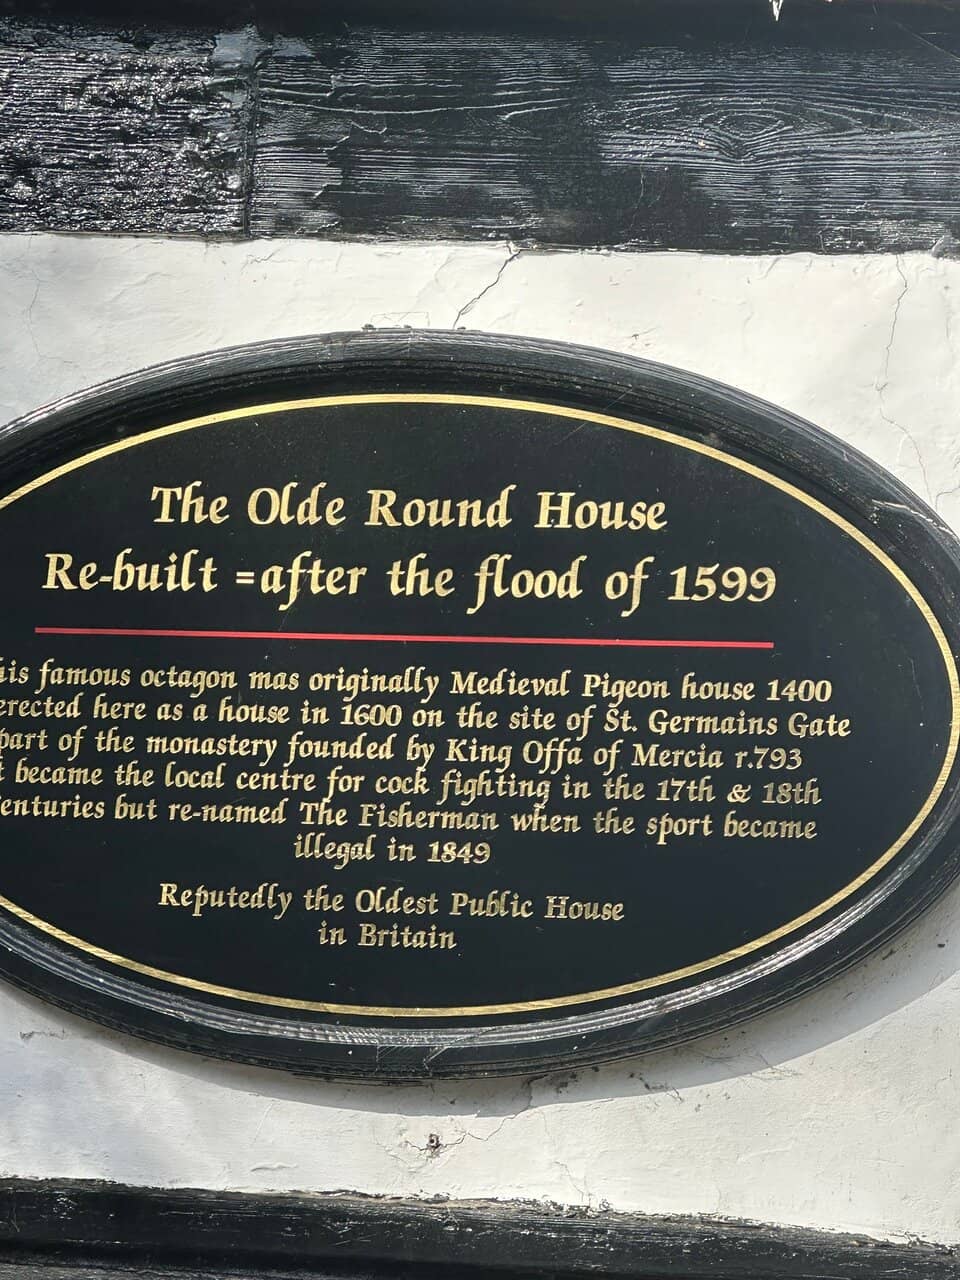 The Olde Round House
Re-built =after the flood of 1599
his famous octagon mas originally Medieval Pigeon house 1400
erected here as a house in 1600 on the site of St. Germains Gate
part of the monastery founded by King Offa of Mercia r.793
t became the local centre for cock fighting in the 17th & 18th
enturies but re-named The Fisherman when the sport became
illegal in 1849
Reputedly the Oldest Public House
in Britain